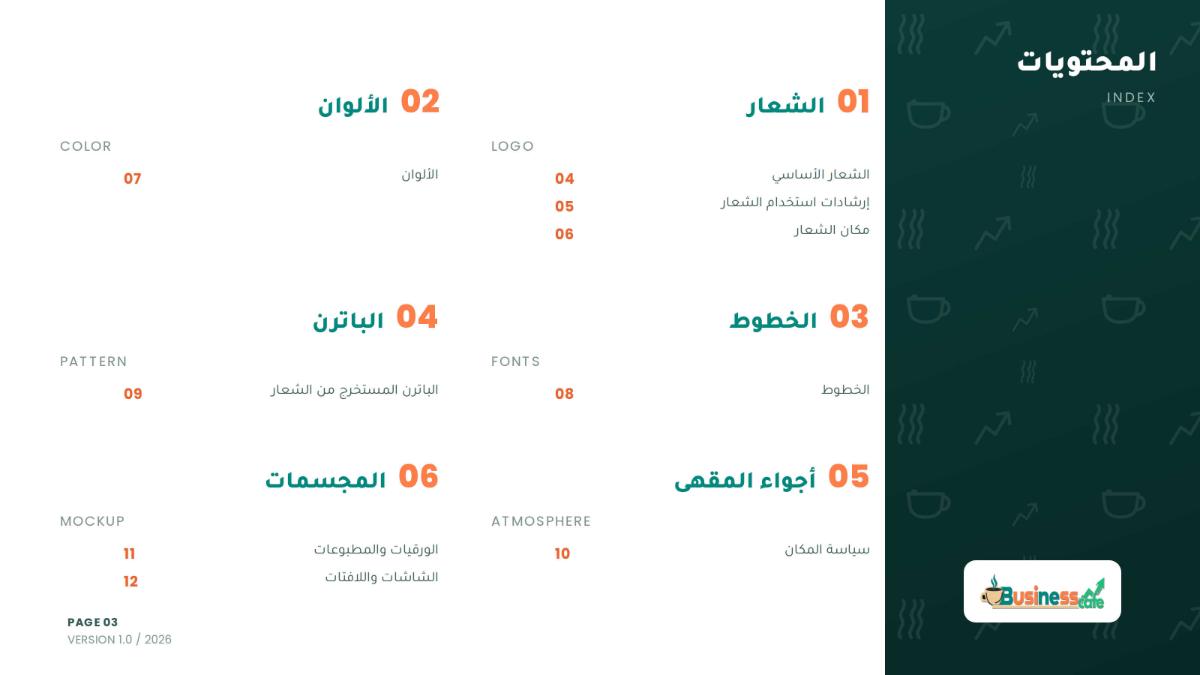 المحتويات
INDEX
01 الشعار
LOGO
الشعار الأساسي 04
إرشادات استخدام الشعار 05
مكان الشعار 06
02 الألوان
COLOR
الألوان 07
03 الخطوط
FONTS
الخطوط 08
04 الباترن
PATTERN
الباترن المستخرج من الشعار 09
05 أجواء المقهى
ATMOSPHERE
سياسة المكان 10
06 المجسمات
MOCKUP
الورقيات والمطبوعات 11
الشاشات واللافتات 12
Business cafe
PAGE 03
VERSION 1.0 / 2026